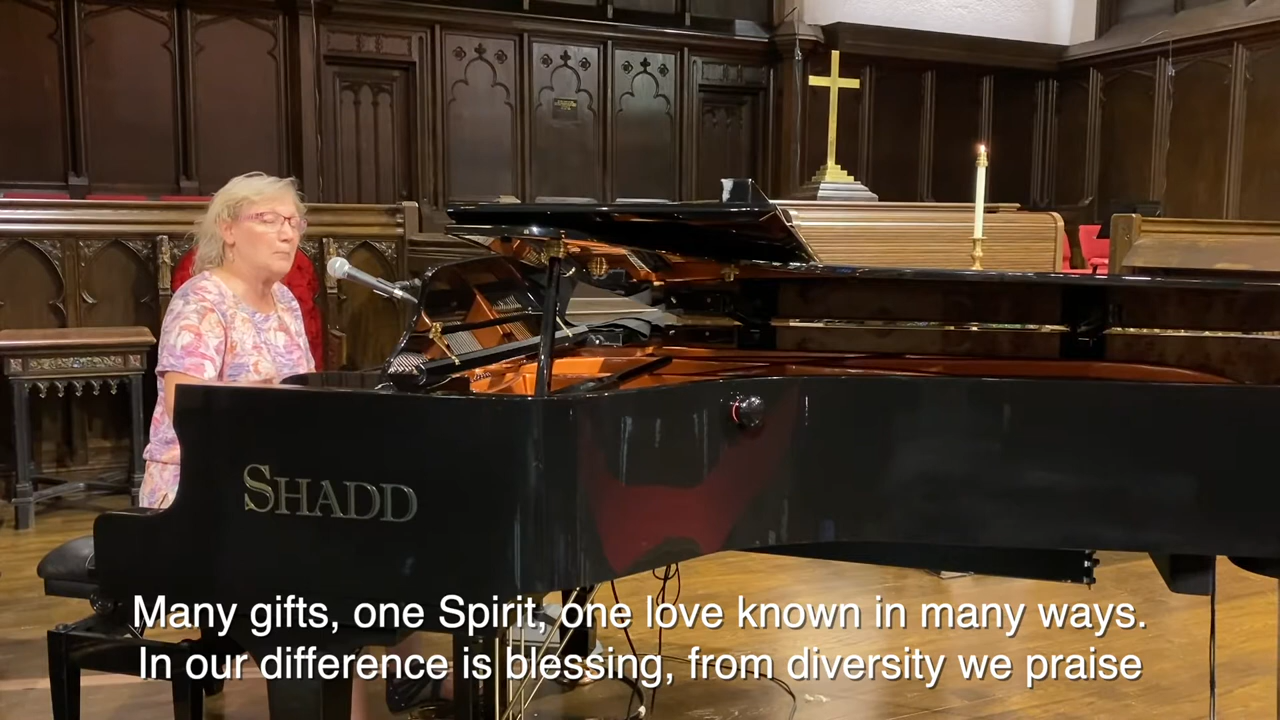 SHADD
Many gifts, one Spirit, one love known in many ways.
In our difference is blessing, from diversity we praise